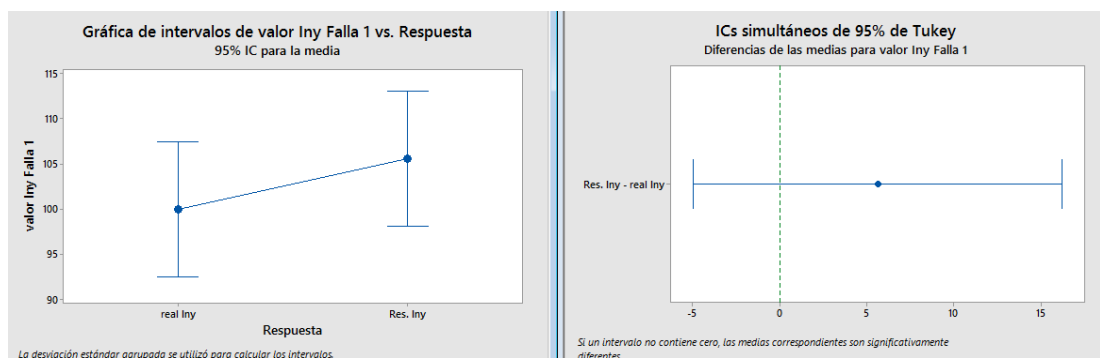 Gráfica de intervalos de valor Iny Falla 1 vs. Respuesta
95% IC para la media
115
110
105
100
95
90
valor Iny Falla 1
real Iny
Res. Iny
Respuesta
La desviación estándar agrupada se utilizó para calcular los intervalos.
ICs simultáneos de 95% de Tukey
Diferencias de las medias para valor Iny Falla 1
Res. Iny - real Iny
-5
0
5
10
15
Si un intervalo no contiene cero, las medias correspondientes son significativamente
diferentes.